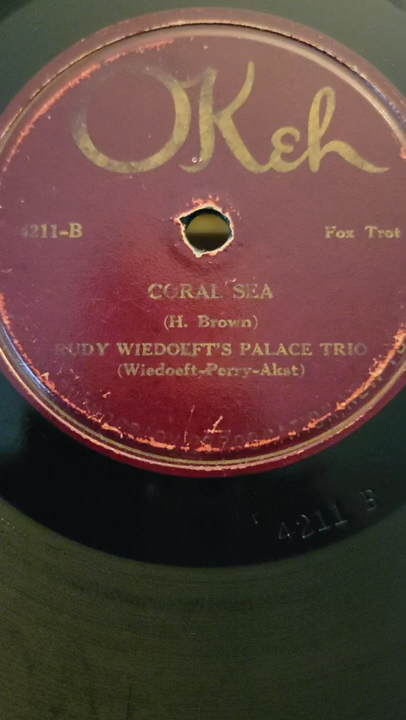 OKeh
4211-B
Fox Trot
CORAL SEA
(H. Brown)
RUDY WIEDOEFT'S PALACE TRIO
(Wiedoeft-Perry-Akst)
4211 B